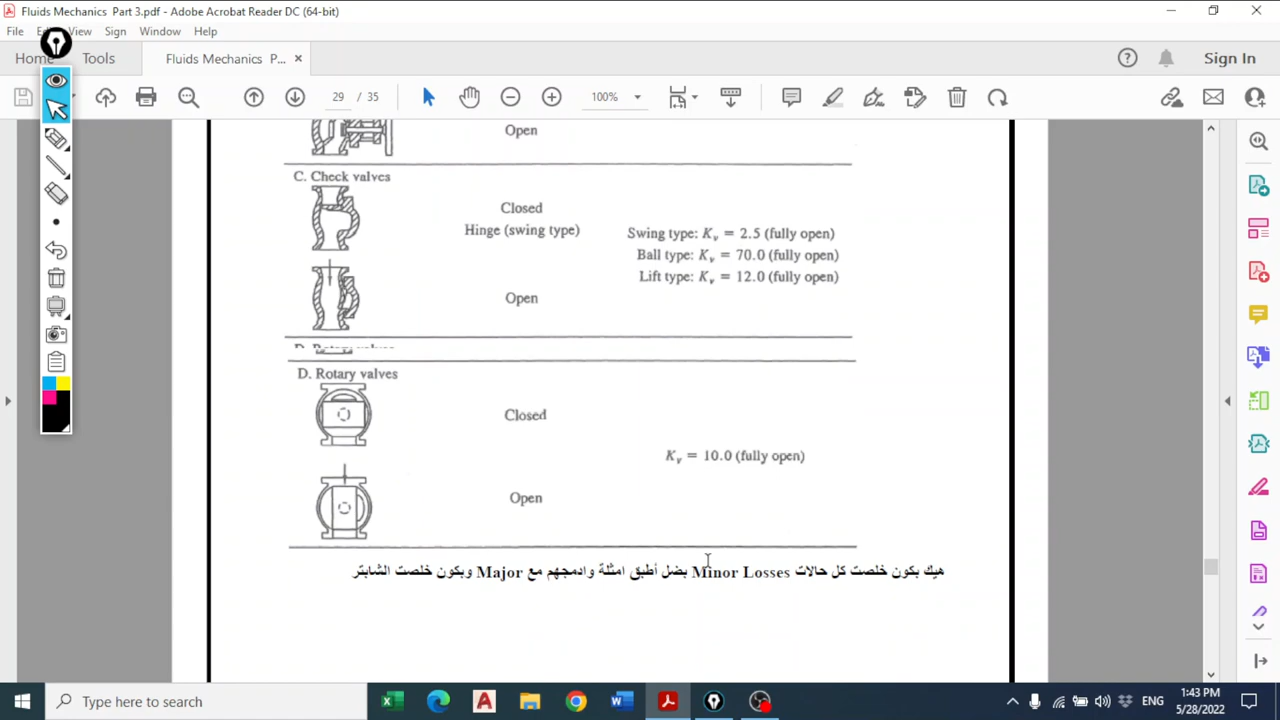 Fluids Mechanics Part 3.pdf - Adobe Acrobat Reader DC (64-bit)
File View Sign Window Help
Home Tools Fluids Mechanics P... Sign In
29 / 35 100%
Open
C. Check valves
Closed
Hinge (swing type)
Swing type: Kv = 2.5 (fully open)
Ball type: Kv = 70.0 (fully open)
Lift type: Kv = 12.0 (fully open)
Open
D. Rotary valves
D. Rotary valves
Closed
Kv = 10.0 (fully open)
Open
هيك بكون خلصت كل حالات Minor Losses بضل أطبق امثلة وادمجهم مع Major وبكون خلصت الشابتر
Type here to search
ENG
1:43 PM
5/28/2022